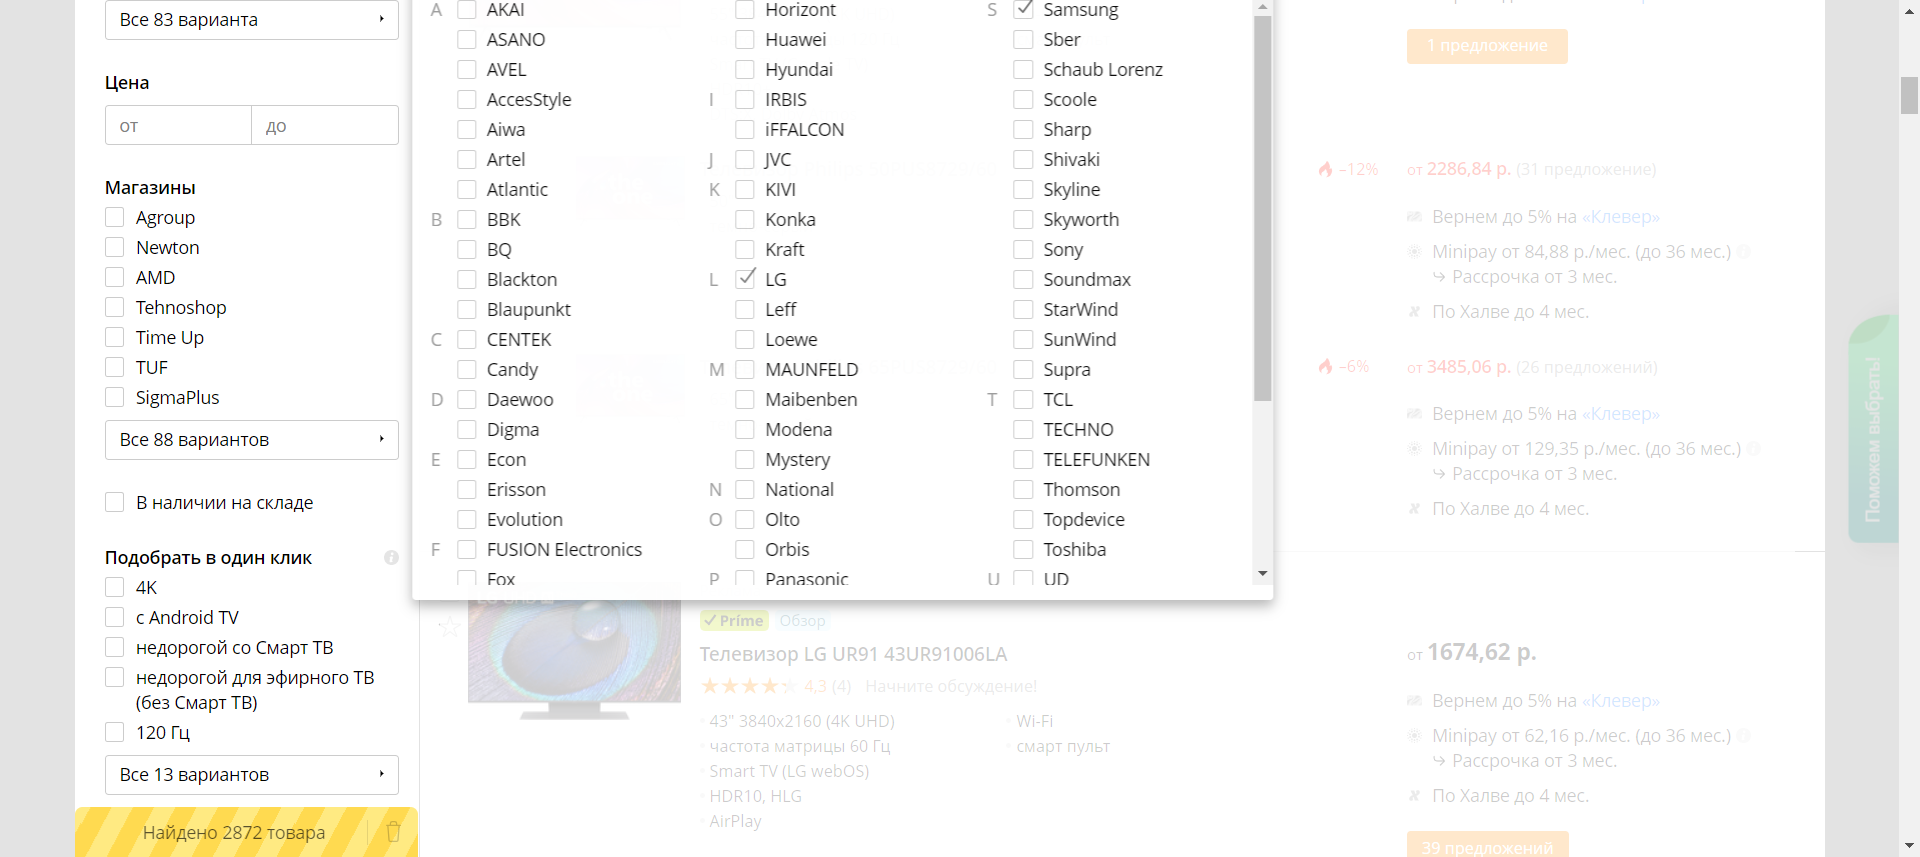 Все 83 варианта
Цена
от
до
Магазины
Agroup
Newton
AMD
Tehnoshop
Time Up
TUF
SigmaPlus
Все 88 вариантов
В наличии на складе
Подобрать в один клик
4K
с Android TV
недорогой со Смарт ТВ
недорогой для эфирного ТВ
(без Смарт ТВ)
120 Гц
Все 13 вариантов
Найдено 2872 товара
A AKAI
ASANO
AVEL
AccesStyle
Aiwa
Artel
Atlantic
B BBK
BQ
Blackton
Blaupunkt
C CENTEK
Candy
D Daewoo
Digma
E Econ
Erisson
Evolution
F FUSION Electronics
Fox
Horizont
Huawei
Hyundai
I IRBIS
iFFALCON
J JVC
K KIVI
Konka
Kraft
L LG
Leff
Loewe
M MAUNFELD
Maibenben
Modena
Mystery
N National
O Olto
Orbis
P Panasonic
S Samsung
Sber
Schaub Lorenz
Scoole
Sharp
Shivaki
Skyline
Skyworth
Sony
Soundmax
StarWind
SunWind
Supra
T TCL
TECHNO
TELEFUNKEN
Thomson
Topdevice
Toshiba
U UD
Prime Обзор
Телевизор LG UR91 43UR91006LA
4,3 (4) Начните обсуждение!
43" 3840x2160 (4K UHD)
частота матрицы 60 Гц
Smart TV (LG webOS)
HDR10, HLG
AirPlay
Wi-Fi
смарт пульт
1 предложение
–12% от 2286,84 р. (31 предложение)
Вернем до 5% на «Клевер»
Minipay от 84,88 р./мес. (до 36 мес.)
Рассрочка от 3 мес.
По Халве до 4 мес.
–6% от 3485,06 р. (26 предложений)
Вернем до 5% на «Клевер»
Minipay от 129,35 р./мес. (до 36 мес.)
Рассрочка от 3 мес.
По Халве до 4 мес.
от 1674,62 р.
Вернем до 5% на «Клевер»
Minipay от 62,16 р./мес. (до 36 мес.)
Рассрочка от 3 мес.
По Халве до 4 мес.
39 предложений
Поможем выбрать!